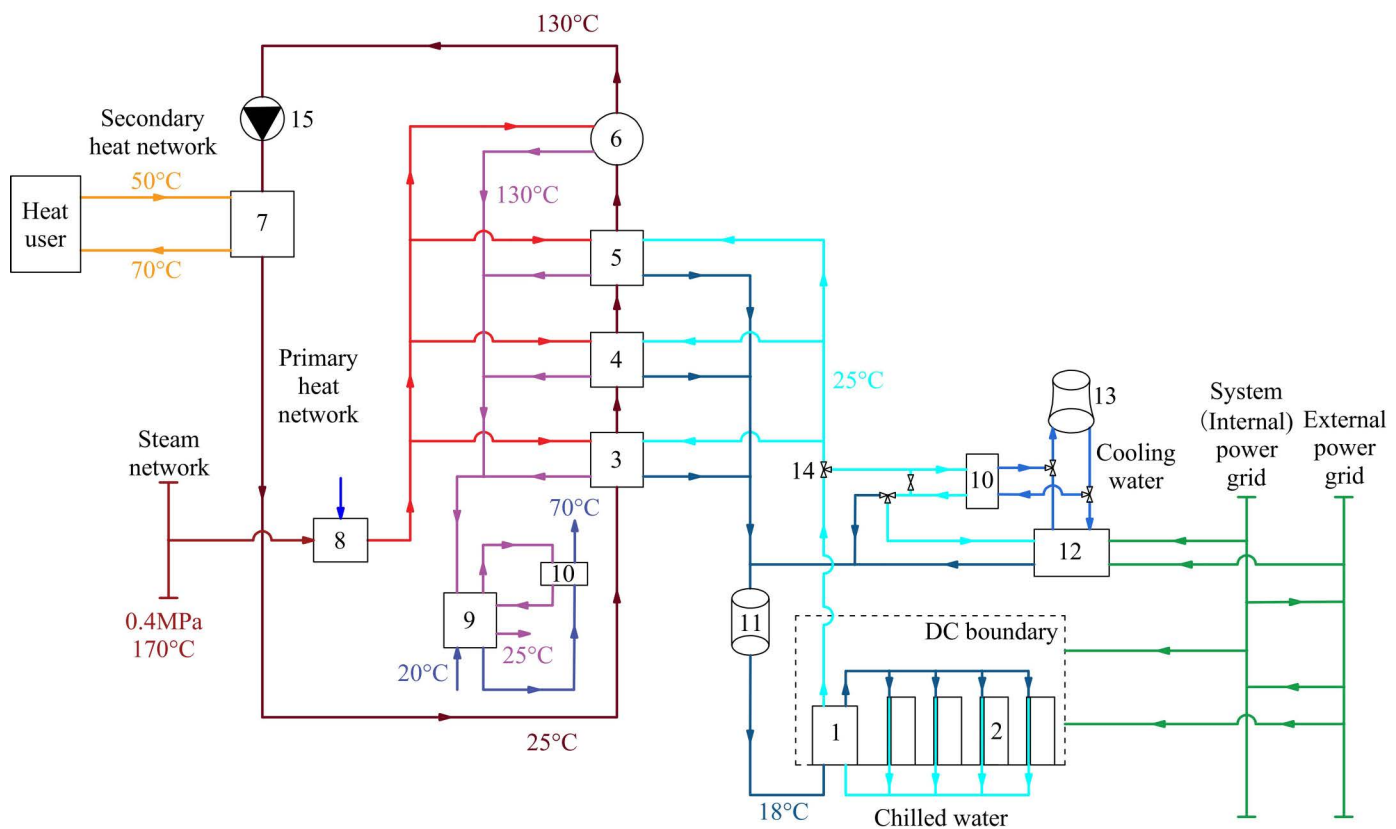 130°C
15
Secondary
heat network
6
50°C
130°C
Heat
user
7
70°C
5
Primary
heat
network
4
25°C
13
System
(Internal)
power
grid
External
power
grid
Steam
network
3
14
10
Cooling
water
70°C
8
12
10
0.4MPa
170°C
9
11
DC boundary
25°C
20°C
1
2
25°C
18°C
Chilled water